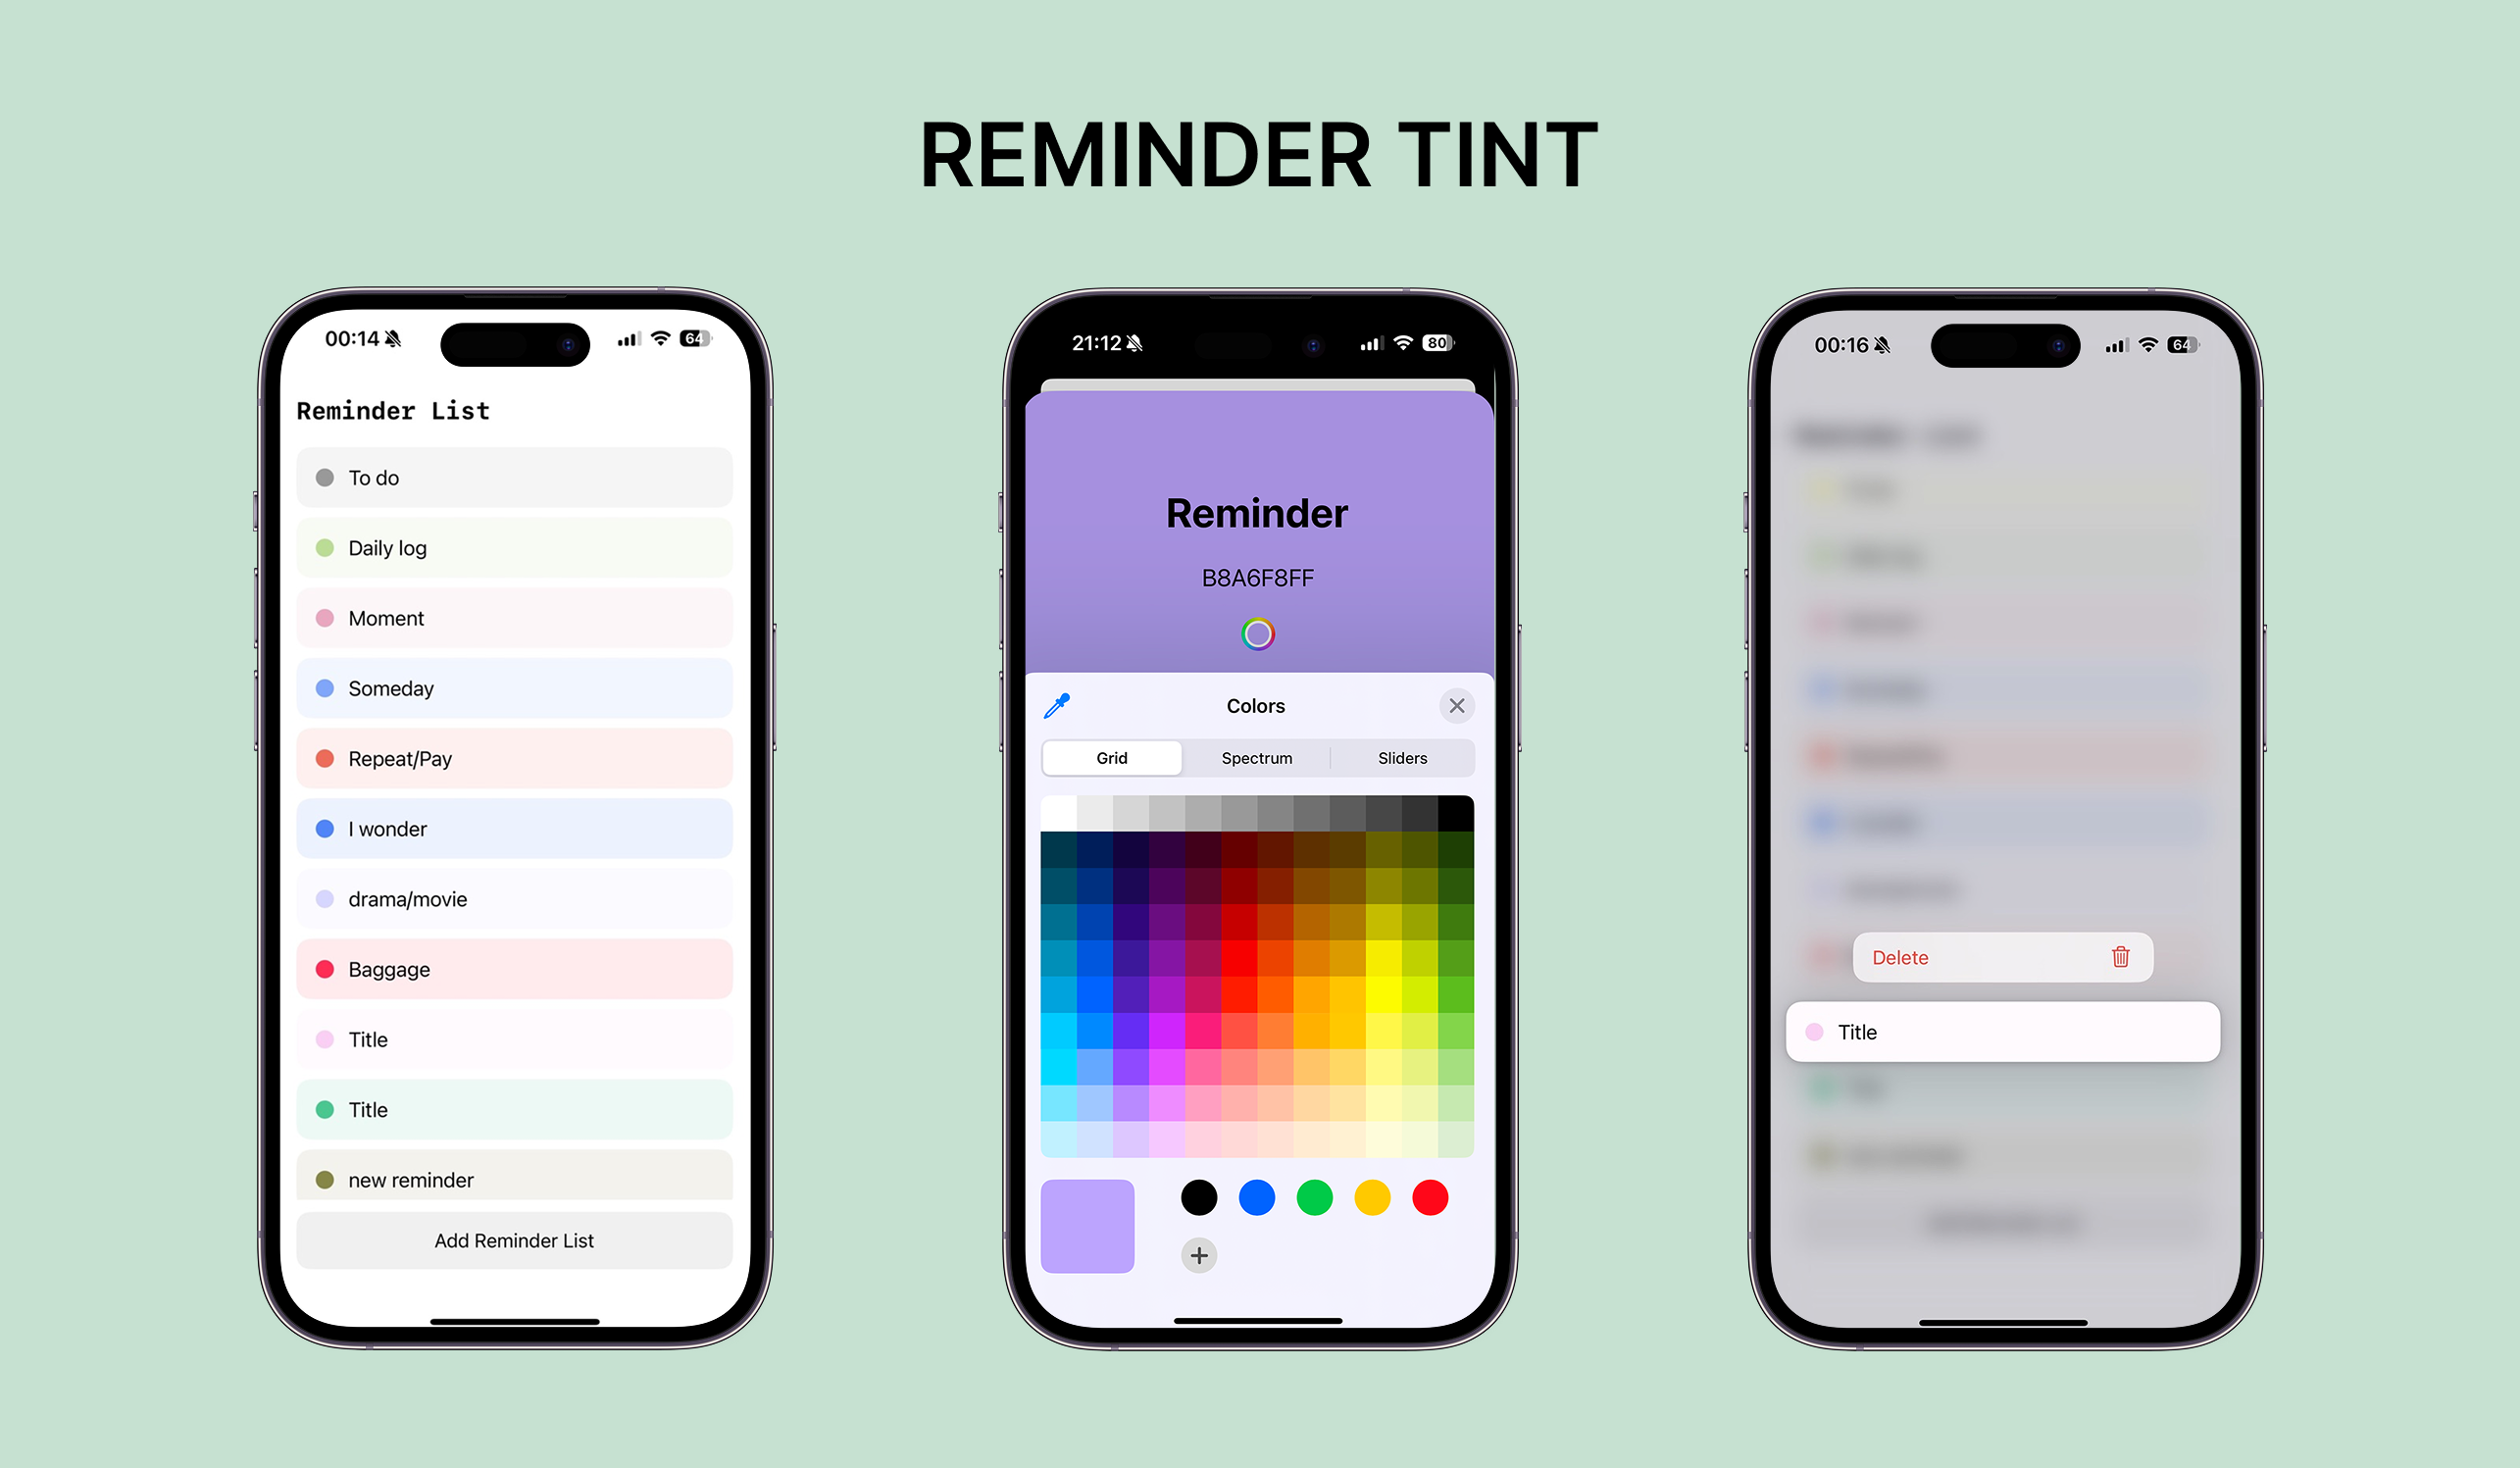 REMINDER TINT
00:14
64
Reminder List
To do
Daily log
Moment
Someday
Repeat/Pay
I wonder
drama/movie
Baggage
Title
Title
new reminder
Add Reminder List
21:12
80
Reminder
B8A6F8FF
Colors
Grid
Spectrum
Sliders
00:16
64
Delete
Title